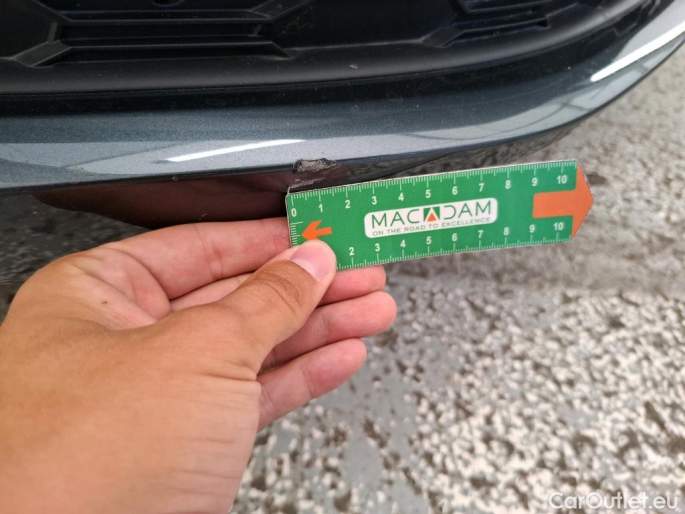 0 1 2 3 4 5 6 7 8 9 10
MACADAM
ON THE ROAD TO EXCELLENCE
2 3 4 5 6 7 8 9 10
CarOutlet.eu